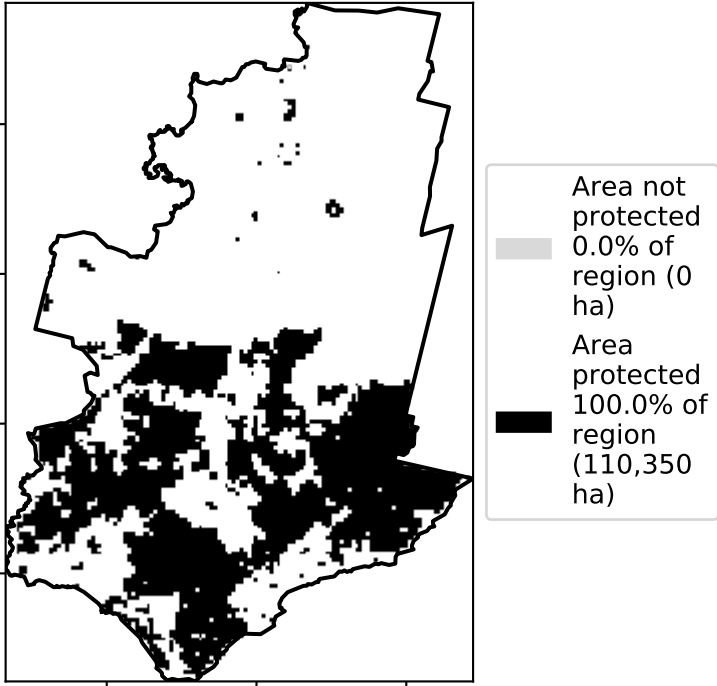 Area not
protected
0.0% of
region (0
ha)
Area
protected
100.0% of
region
(110,350
ha)